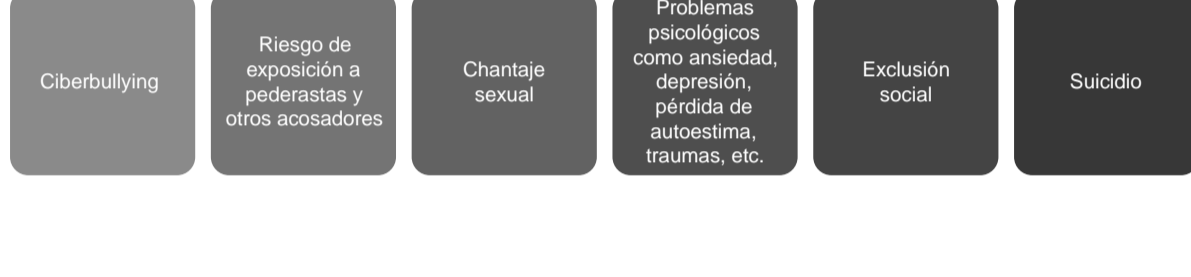 Ciberbullying
Riesgo de
exposición a
pederastas y
otros acosadores
Chantaje
sexual
Problemas
psicológicos
como ansiedad,
depresión,
pérdida de
autoestima,
traumas, etc.
Exclusión
social
Suicidio